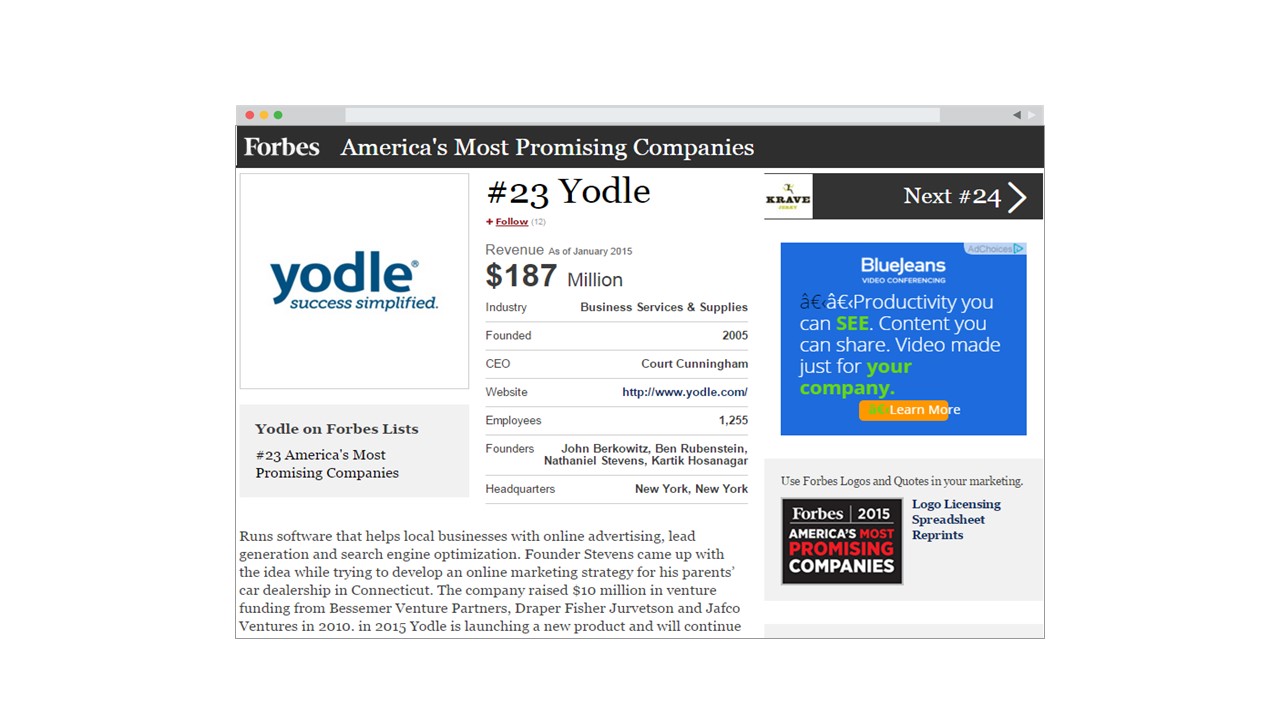 Forbes America's Most Promising Companies
yodle®
success simplified.
Yodle on Forbes Lists
#23 America's Most
Promising Companies
#23 Yodle
+ Follow (12)
Revenue As of January 2015
$187 Million
Industry Business Services & Supplies
Founded 2005
CEO Court Cunningham
Website http://www.yodle.com/
Employees 1,255
Founders John Berkowitz, Ben Rubenstein,
Nathaniel Stevens, Kartik Hosanagar
Headquarters New York, New York
Runs software that helps local businesses with online advertising, lead
generation and search engine optimization. Founder Stevens came up with
the idea while trying to develop an online marketing strategy for his parents’
car dealership in Connecticut. The company raised $10 million in venture
funding from Bessemer Venture Partners, Draper Fisher Jurvetson and Jafco
Ventures in 2010. in 2015 Yodle is launching a new product and will continue
KRAVE
JERKY
Next #24
AdChoices
BlueJeans
VIDEO CONFERENCING
â€‹â€‹Productivity you
can SEE. Content you
can share. Video made
just for your
company.
â€‹Learn More
Use Forbes Logos and Quotes in your marketing.
Forbes | 2015
AMERICA'S MOST
PROMISING
COMPANIES
Logo Licensing
Spreadsheet
Reprints